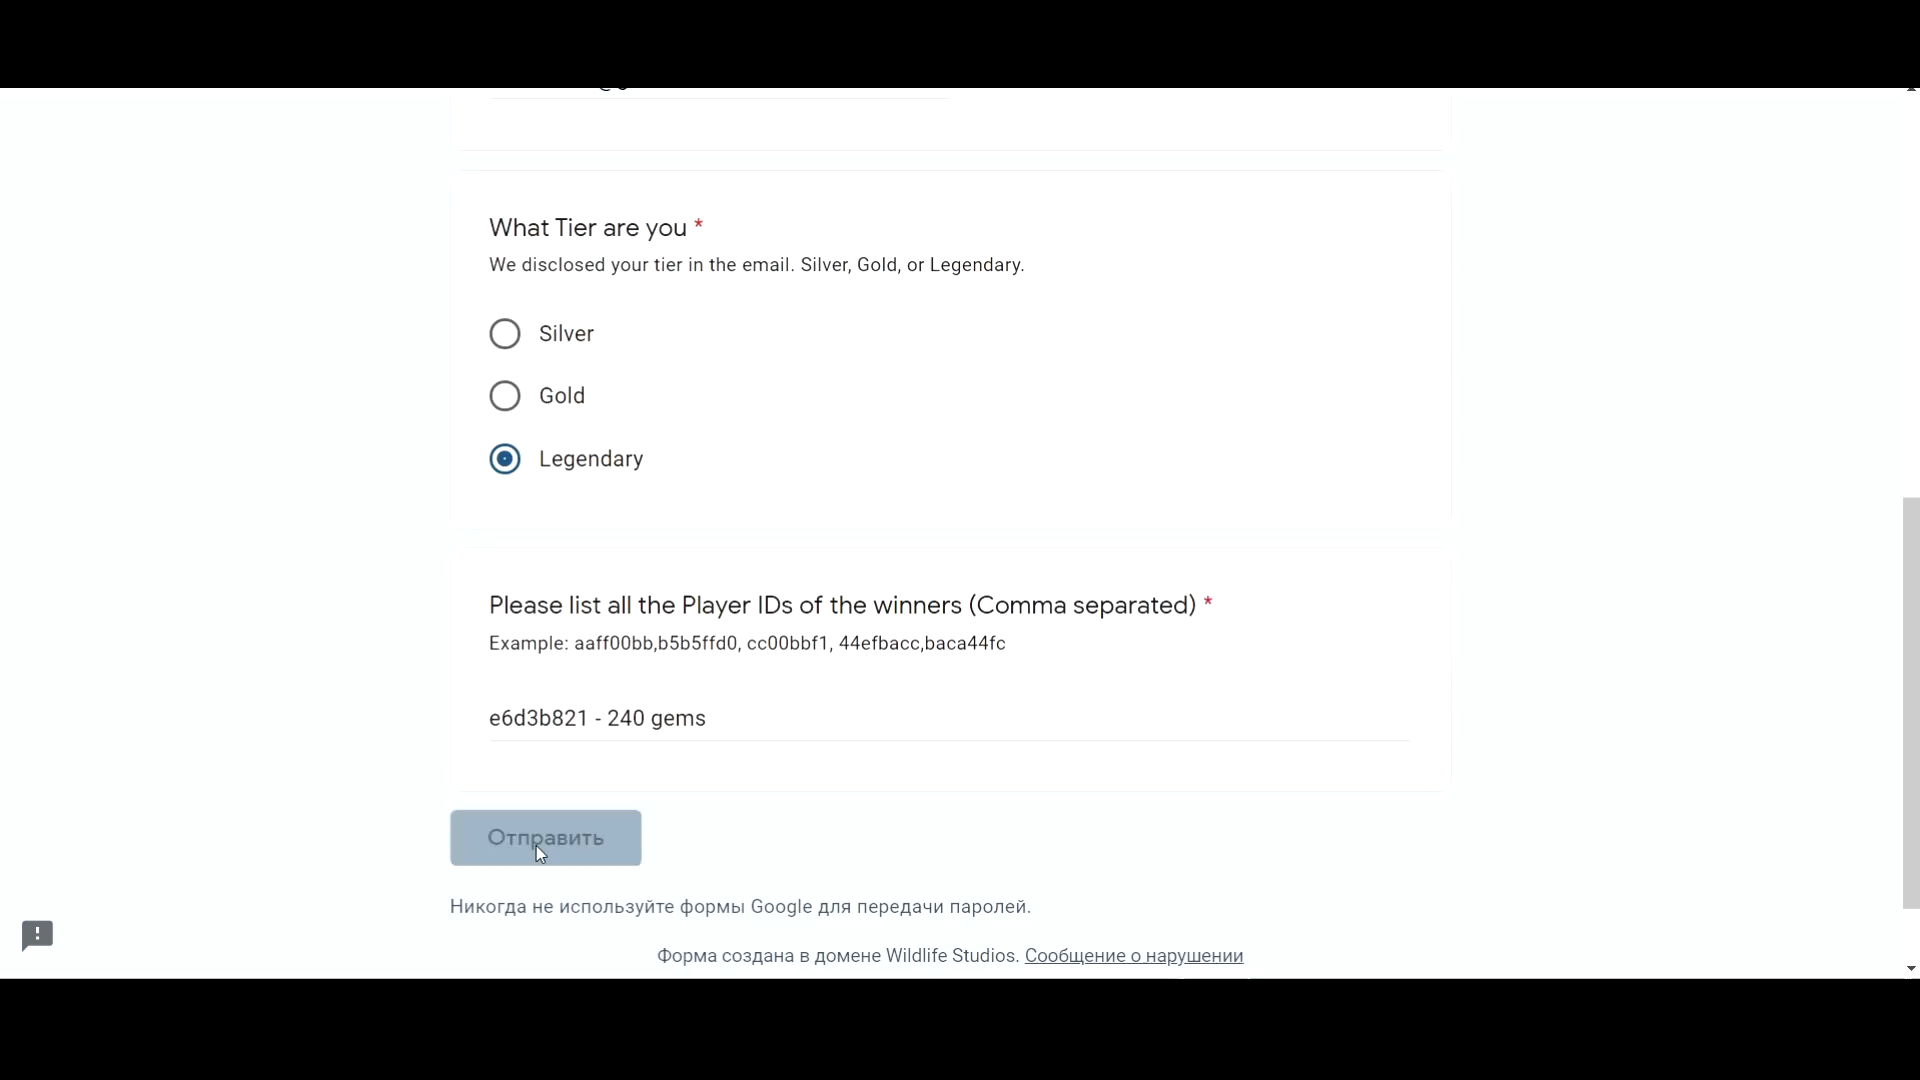 What Tier are you *
We disclosed your tier in the email. Silver, Gold, or Legendary.
Silver
Gold
Legendary
Please list all the Player IDs of the winners (Comma separated) *
Example: aaff00bb,b5b5ffd0, cc00bbf1, 44efbacc,baca44fc
e6d3b821 - 240 gems
Отправить
Никогда не используйте формы Google для передачи паролей.
Форма создана в домене Wildlife Studios. Сообщение о нарушении